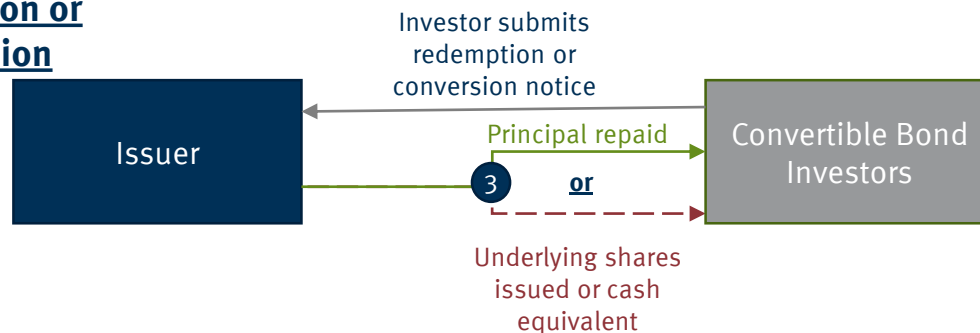 on or
ion
Investor submits
redemption or
conversion notice
Issuer
Principal repaid
3
or
Convertible Bond
Investors
Underlying shares
issued or cash
equivalent